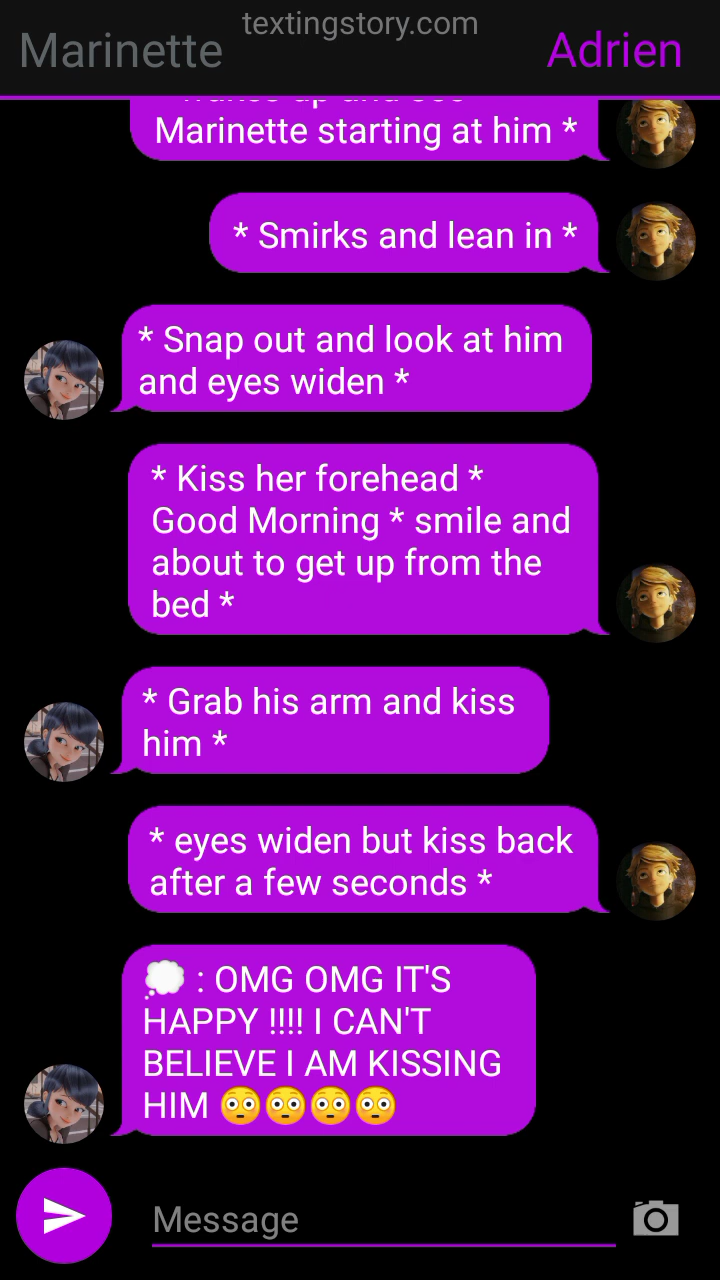 textingstory.com
Marinette Adrien
Marinette starting at him *
* Smirks and lean in *
* Snap out and look at him
and eyes widen *
* Kiss her forehead *
Good Morning * smile and
about to get up from the
bed *
* Grab his arm and kiss
him *
* eyes widen but kiss back
after a few seconds *
💭 : OMG OMG IT'S
HAPPY !!!! I CAN'T
BELIEVE I AM KISSING
HIM 😳😳😳😳
Message